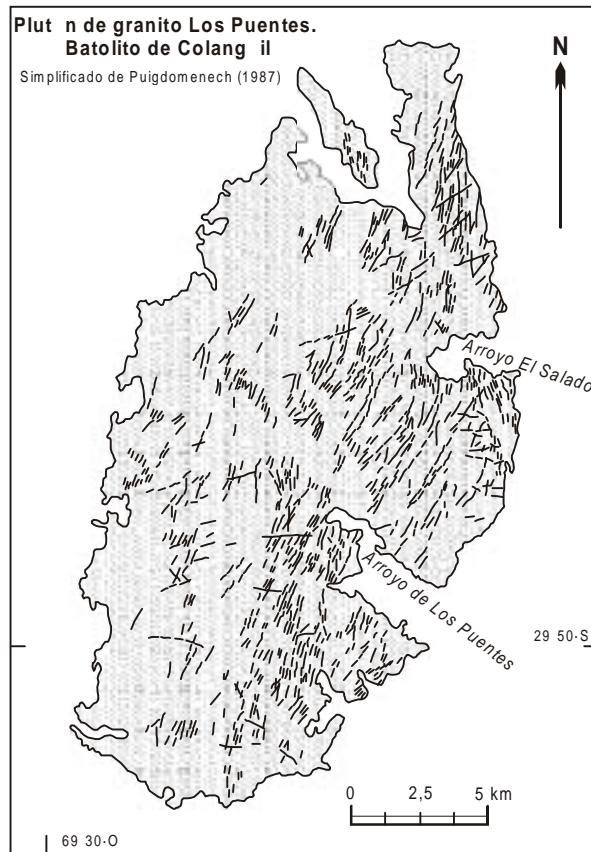 Plut n de granito Los Puentes.
Batolito de Colang il
Simplificado de Puigdomenech (1987)
N
Arroyo El Salado
Arroyo de Los Puentes
29 50·S
0 2,5 5 km
69 30·O